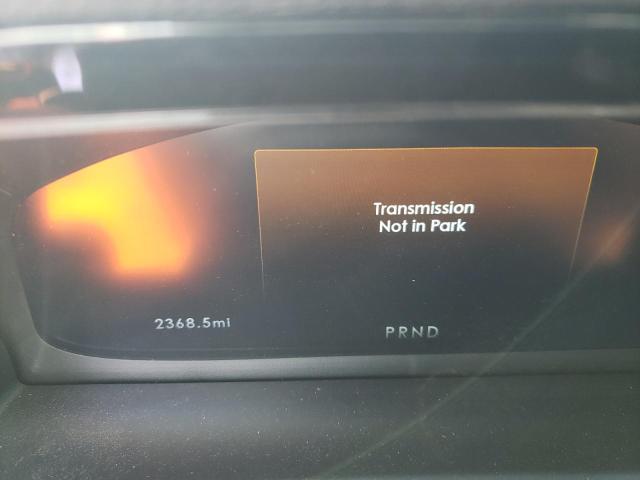 Transmission
Not in Park
2368.5mi
PRND